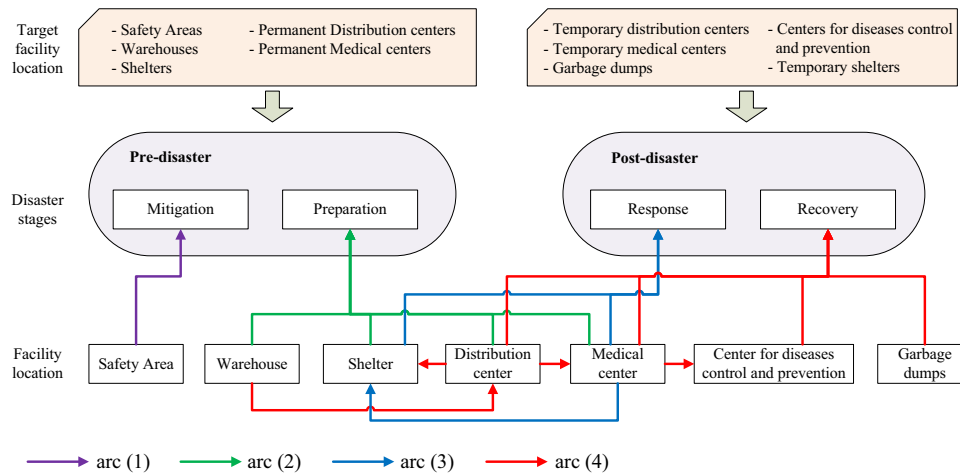 Target
facility
location
- Safety Areas
- Warehouses
- Shelters
- Permanent Distribution centers
- Permanent Medical centers
- Temporary distribution centers
- Temporary medical centers
- Garbage dumps
- Centers for diseases control
and prevention
- Temporary shelters
Disaster
stages
Pre-disaster
Mitigation
Preparation
Post-disaster
Response
Recovery
Facility
location
Safety Area
Warehouse
Shelter
Distribution
center
Medical
center
Center for diseases
control and prevention
Garbage
dumps
arc (1)
arc (2)
arc (3)
arc (4)